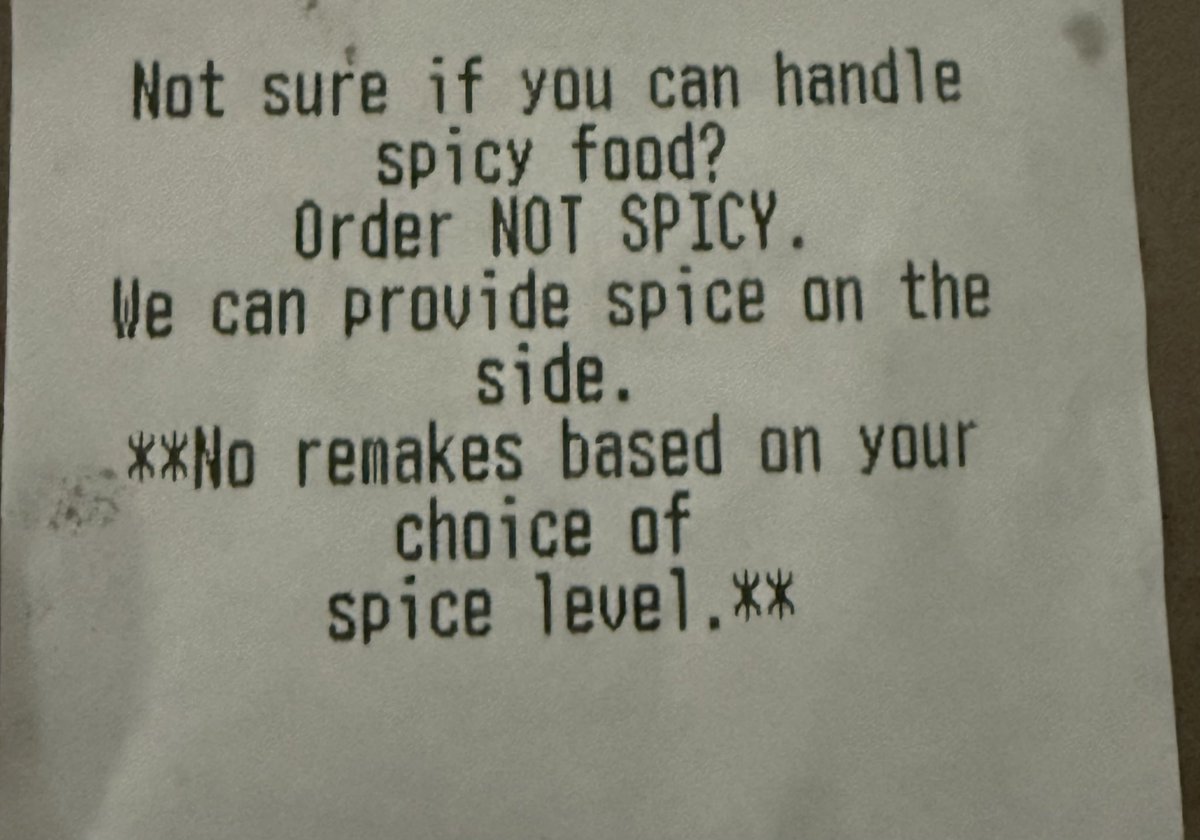 Not sure if you can handle
spicy food?
Order NOT SPICY.
We can provide spice on the
side.
**No remakes based on your
choice of
spice level.**